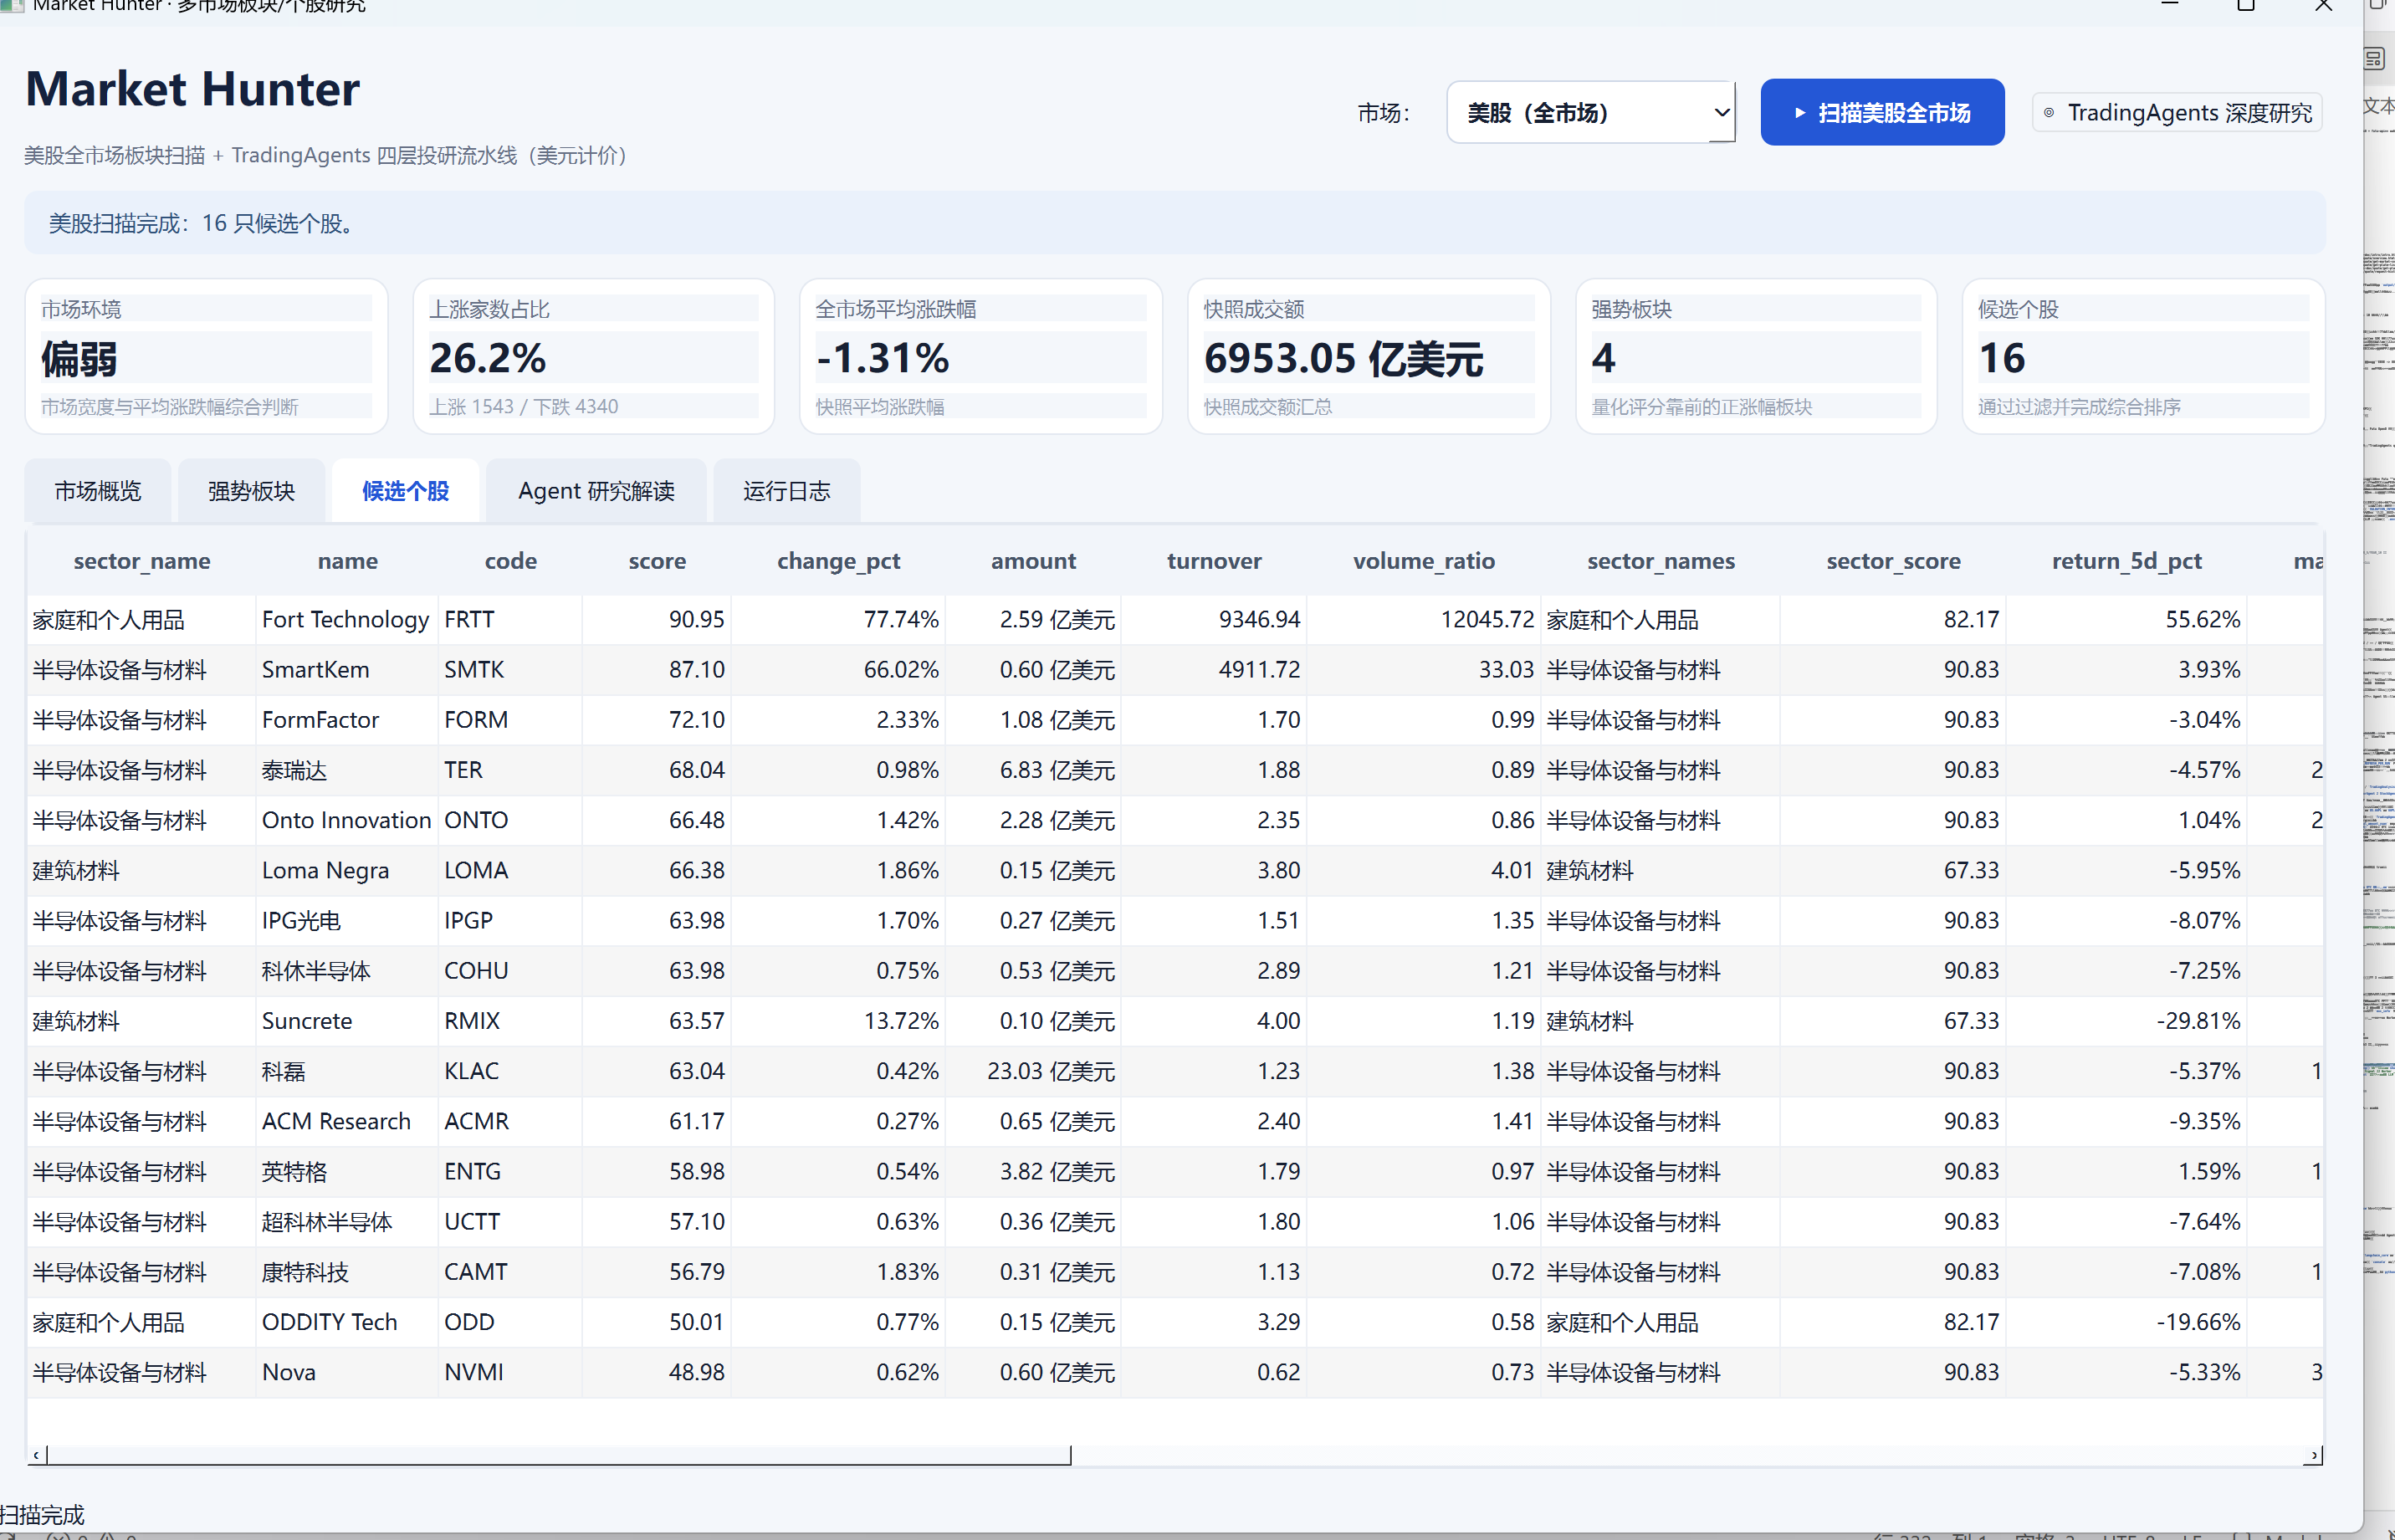 Market Hunter · 多市场板块/个股研究
Market Hunter
美股全市场板块扫描 + TradingAgents 四层投研流水线（美元计价）
市场： 美股（全市场） 扫描美股全市场 TradingAgents 深度研究
美股扫描完成：16 只候选个股。
市场环境 上涨家数占比 全市场平均涨跌幅 快照成交额 强势板块 候选个股
偏弱 26.2% -1.31% 6953.05 亿美元 4 16
市场宽度与平均涨跌幅综合判断 上涨 1543 / 下跌 4340 快照平均涨跌幅 快照成交额汇总 量化评分靠前的正涨幅板块 通过过滤并完成综合排序
市场概览 强势板块 候选个股 Agent 研究解读 运行日志
sector_name name code score change_pct amount turnover volume_ratio sector_names sector_score return_5d_pct ma
家庭和个人用品 Fort Technology FRTT 90.95 77.74% 2.59 亿美元 9346.94 12045.72 家庭和个人用品 82.17 55.62%
半导体设备与材料 SmartKem SMTK 87.10 66.02% 0.60 亿美元 4911.72 33.03 半导体设备与材料 90.83 3.93%
半导体设备与材料 FormFactor FORM 72.10 2.33% 1.08 亿美元 1.70 0.99 半导体设备与材料 90.83 -3.04%
半导体设备与材料 泰瑞达 TER 68.04 0.98% 6.83 亿美元 1.88 0.89 半导体设备与材料 90.83 -4.57% 2
半导体设备与材料 Onto Innovation ONTO 66.48 1.42% 2.28 亿美元 2.35 0.86 半导体设备与材料 90.83 1.04% 2
建筑材料 Loma Negra LOMA 66.38 1.86% 0.15 亿美元 3.80 4.01 建筑材料 67.33 -5.95%
半导体设备与材料 IPG光电 IPGP 63.98 1.70% 0.27 亿美元 1.51 1.35 半导体设备与材料 90.83 -8.07%
半导体设备与材料 科休半导体 COHU 63.98 0.75% 0.53 亿美元 2.89 1.21 半导体设备与材料 90.83 -7.25%
建筑材料 Suncrete RMIX 63.57 13.72% 0.10 亿美元 4.00 1.19 建筑材料 67.33 -29.81%
半导体设备与材料 科磊 KLAC 63.04 0.42% 23.03 亿美元 1.23 1.38 半导体设备与材料 90.83 -5.37% 1
半导体设备与材料 ACM Research ACMR 61.17 0.27% 0.65 亿美元 2.40 1.41 半导体设备与材料 90.83 -9.35%
半导体设备与材料 英特格 ENTG 58.98 0.54% 3.82 亿美元 1.79 0.97 半导体设备与材料 90.83 1.59% 1
半导体设备与材料 超科林半导体 UCTT 57.10 0.63% 0.36 亿美元 1.80 1.06 半导体设备与材料 90.83 -7.64%
半导体设备与材料 康特科技 CAMT 56.79 1.83% 0.31 亿美元 1.13 0.72 半导体设备与材料 90.83 -7.08% 1
家庭和个人用品 ODDITY Tech ODD 50.01 0.77% 0.15 亿美元 3.29 0.58 家庭和个人用品 82.17 -19.66%
半导体设备与材料 Nova NVMI 48.98 0.62% 0.60 亿美元 0.62 0.73 半导体设备与材料 90.83 -5.33% 3
扫描完成
文本